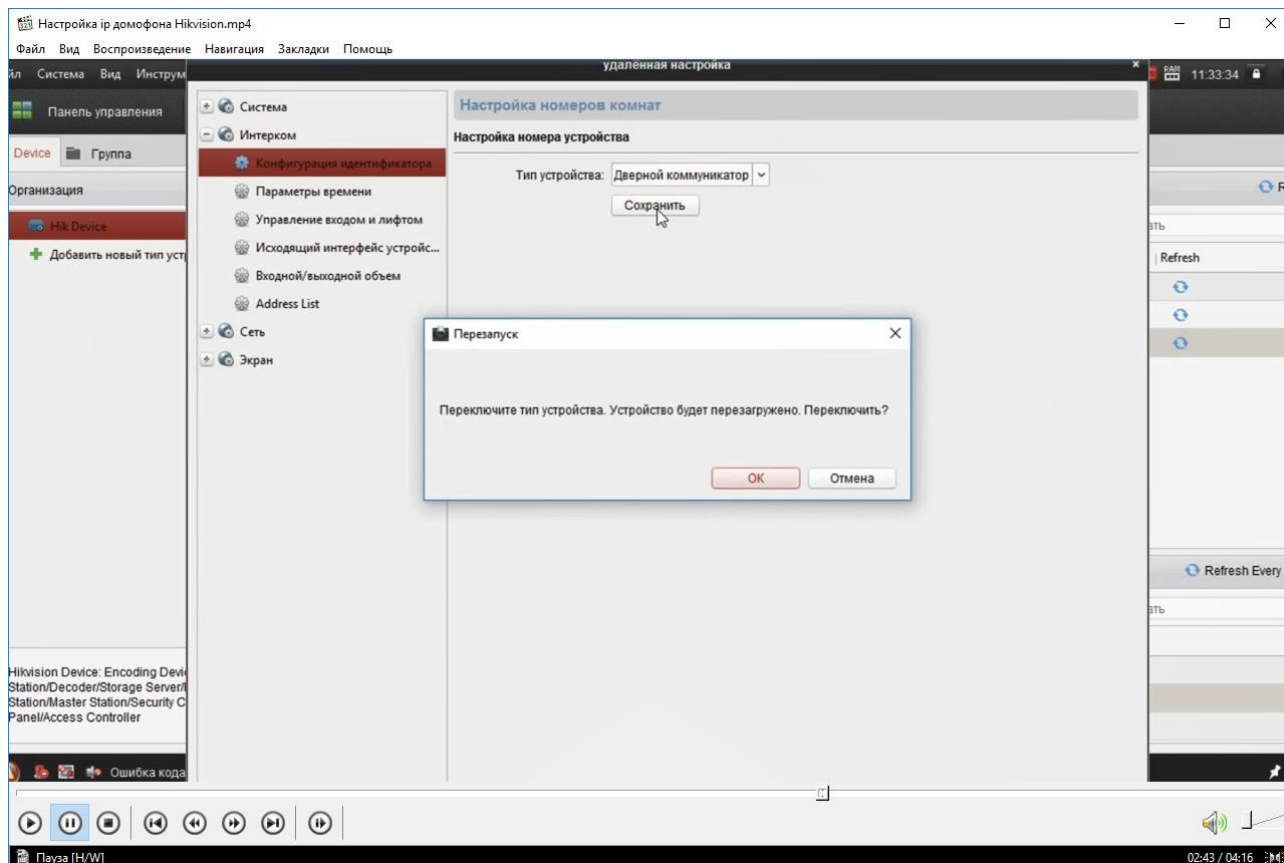 Настройка ip домофона Hikvision.mp4
Файл Вид Воспроизведение Навигация Закладки Помощь
Система Вид Инструм
удалённая настройка
11:33:34
Панель управления
Device Группа
Организация
Hik Device
Добавить новый тип уст
Система
Интерком
Конфигурация идентификатора
Параметры времени
Управление входом и лифтом
Исходящий интерфейс устройс...
Входной/выходной объем
Address List
Сеть
Экран
Настройка номеров комнат
Настройка номера устройства
Тип устройства: Дверной коммуникатор
Сохранить
Перезапуск
Переключите тип устройства. Устройство будет перезагружено. Переключить?
ОК Отмена
Refresh
Refresh Every
Hikvision Device: Encoding Devi
Station/Decoder/Storage Server/
Station/Master Station/Security C
Panel/Access Controller
Ошибка кода
Пауза [H/W]
02:43 / 04:16